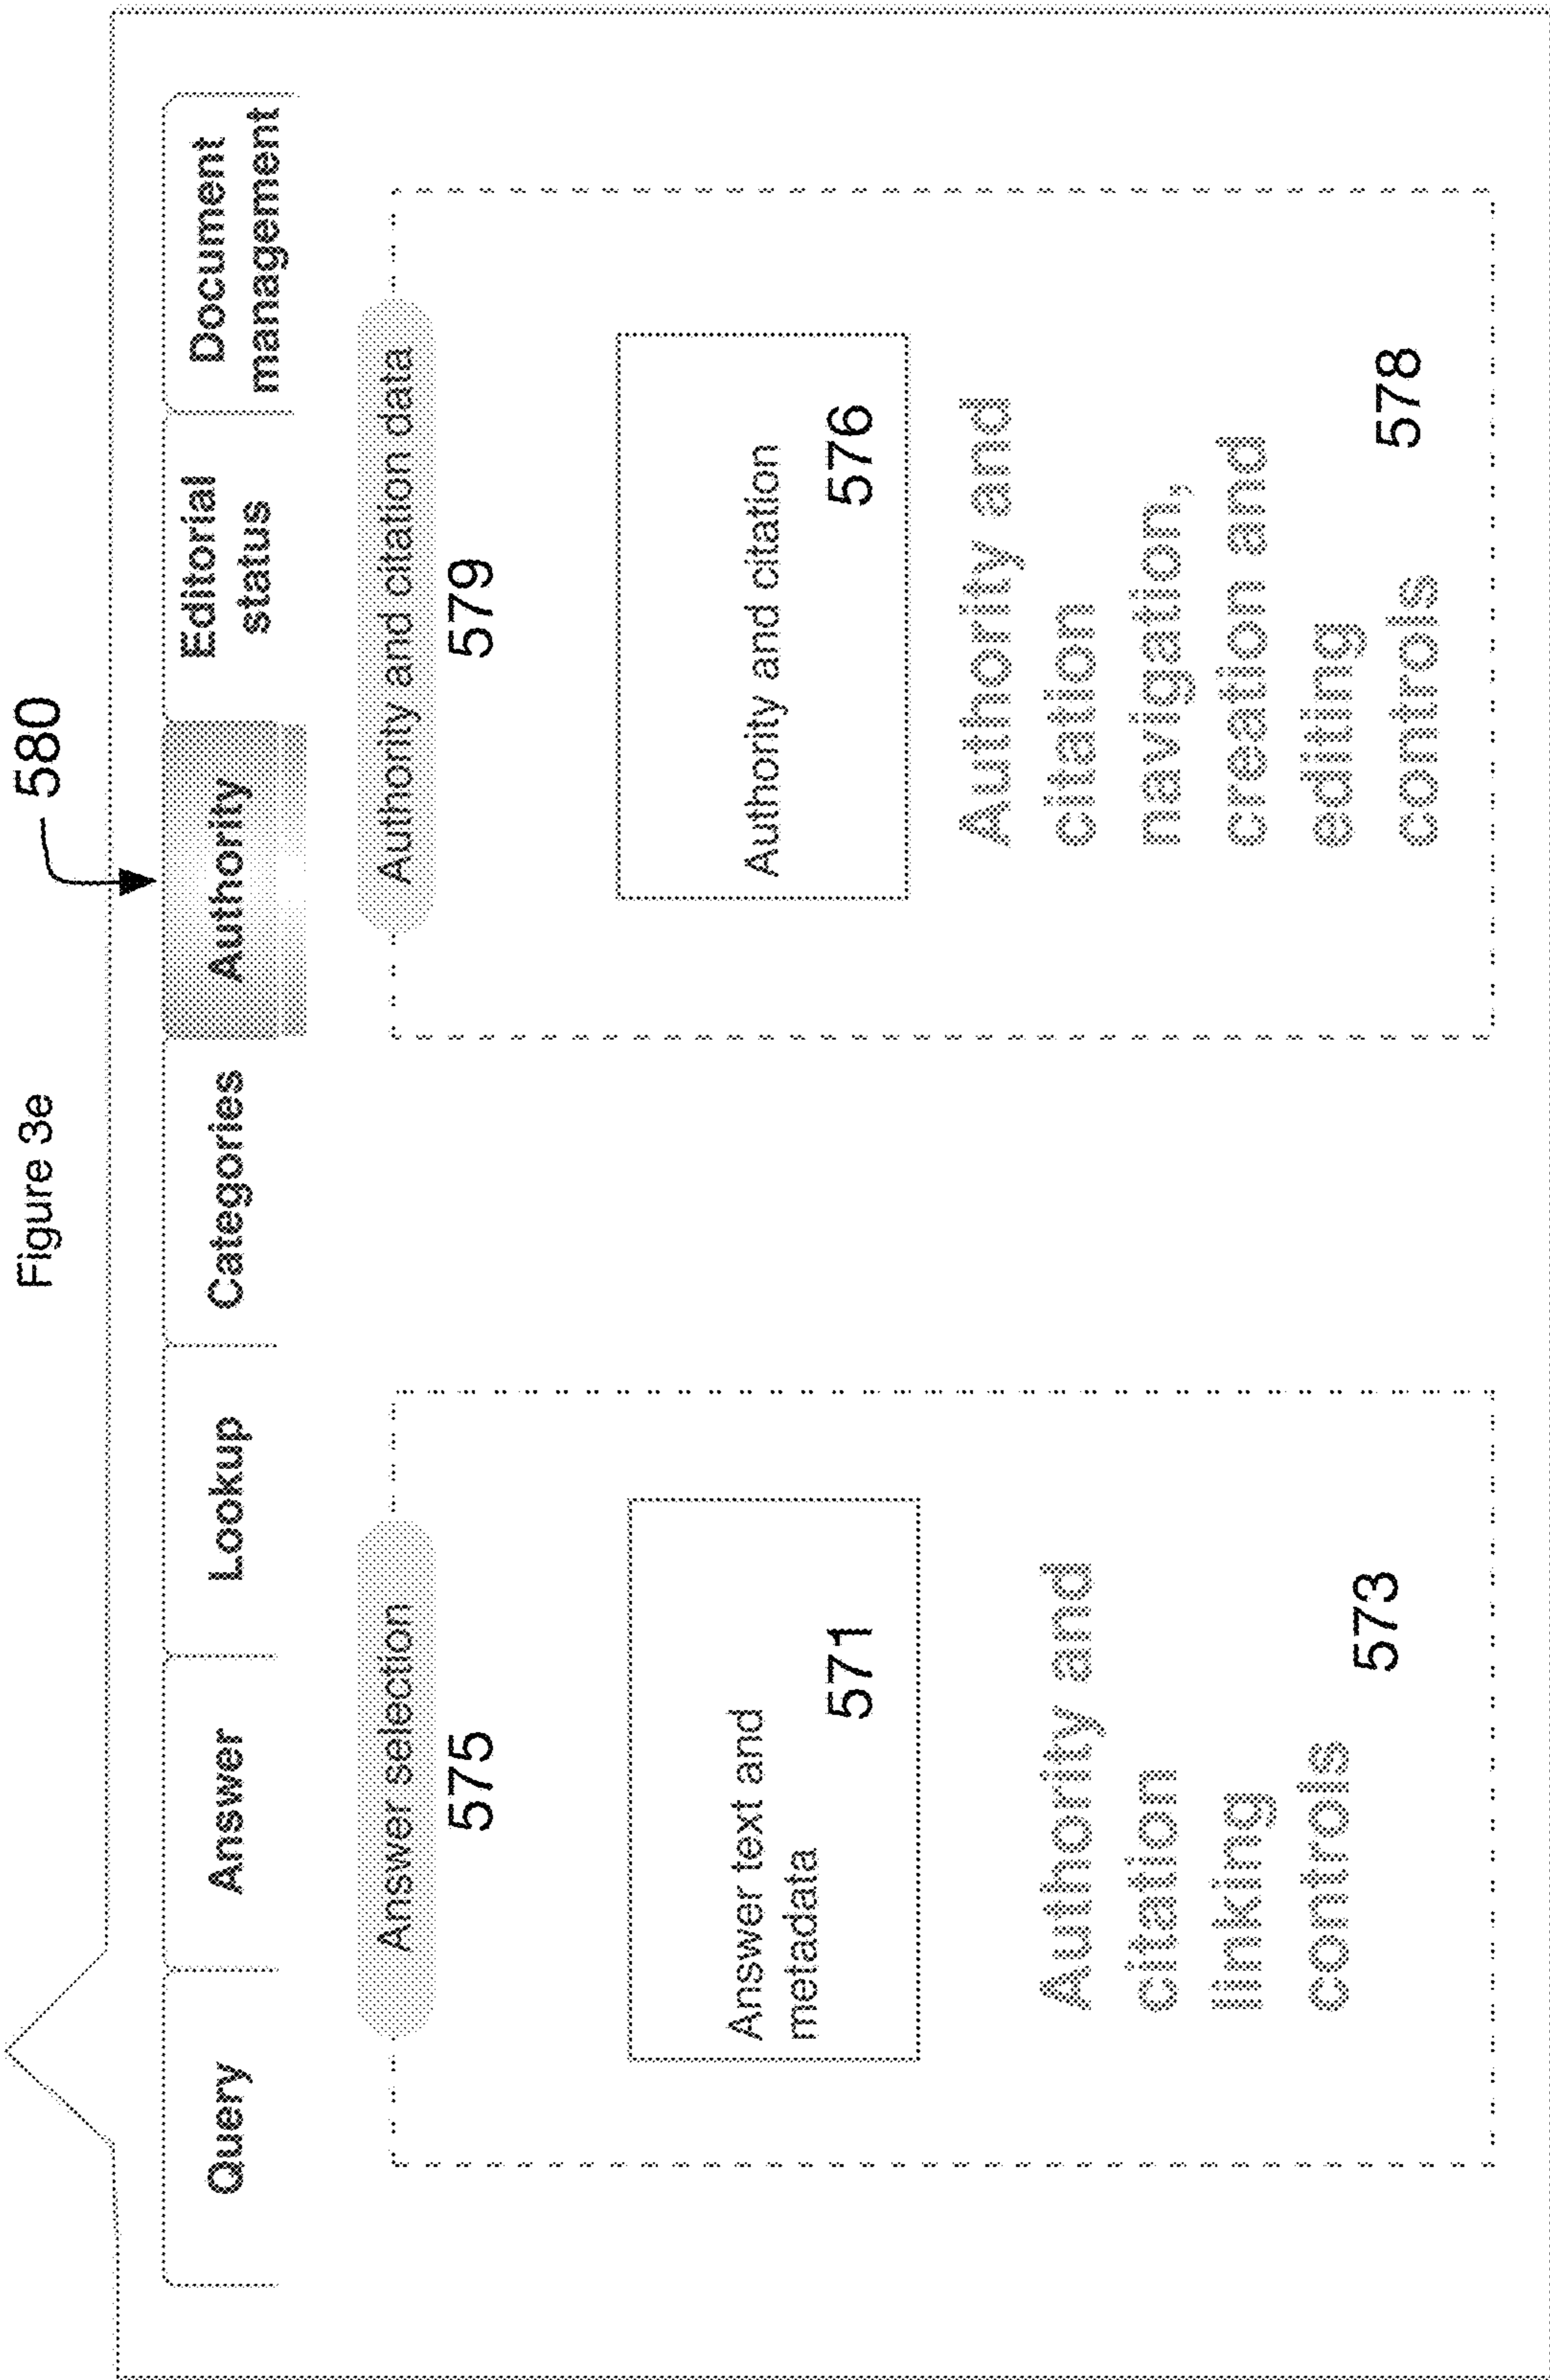 Figure 3e
580
Query
Answer
Lookup
Categories
Authority
Editorial
status
Document
management
Answer selection
575
Answer text and
metadata
571
Authority and
citation
linking
controls
573
Authority and citation data
579
Authority and citation
576
Authority and
citation
navigation,
creation and
editing
controls
578